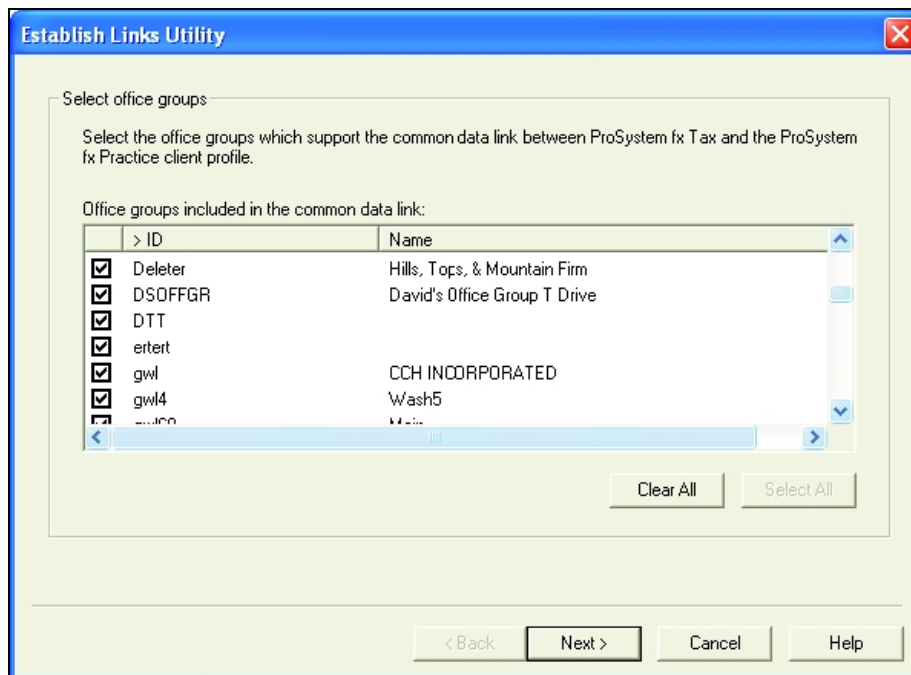 Establish Links Utility
Select office groups
Select the office groups which support the common data link between ProSystem fx Tax and the ProSystem
fx Practice client profile.
Office groups included in the common data link:
> ID Name
Deleter Hills, Tops, & Mountain Firm
DSOFFGR David's Office Group T Drive
DTT
ertert
gwl CCH INCORPORATED
gwl4 Wash5
Clear All Select All
< Back Next > Cancel Help